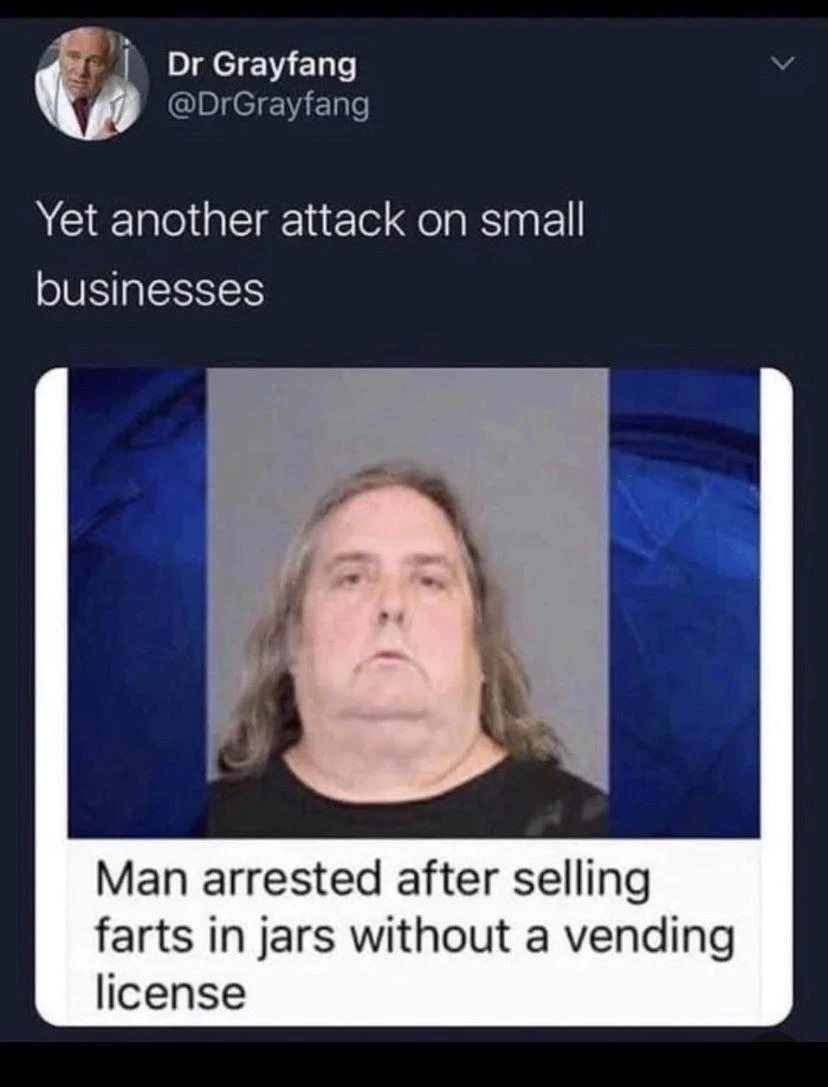 Dr Grayfang
@DrGrayfang
Yet another attack on small
businesses
Man arrested after selling
farts in jars without a vending
license